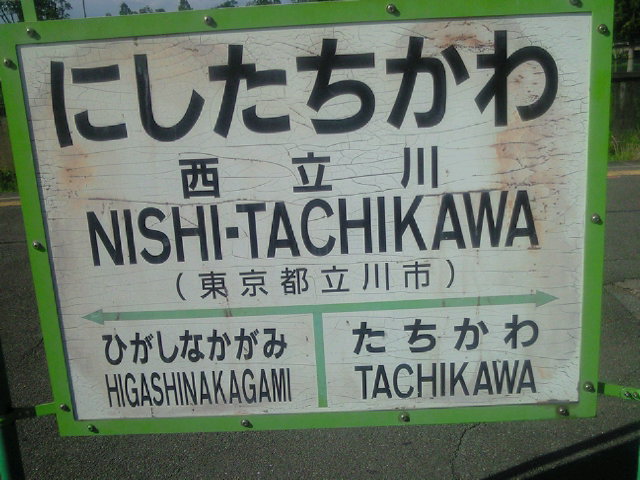 にしたちかわ
西立川
NISHI-TACHIKAWA
(東京都立川市)
ひがしなかがみ たちかわ
HIGASHINAKAGAMI TACHIKAWA